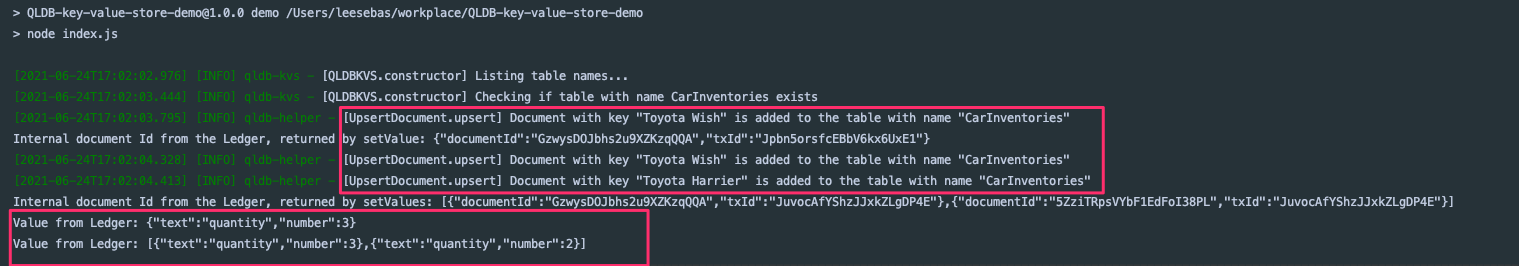 > QLDB-key-value-store-demo@1.0.0 demo /Users/leesebas/workplace/QLDB-key-value-store-demo
> node index.js
[2021-06-24T17:02:02.976] [INFO] qldb-kvs - [QLDBKVS.constructor] Listing table names...
[2021-06-24T17:02:03.444] [INFO] qldb-kvs - [QLDBKVS.constructor] Checking if table with name CarInventories exists
[2021-06-24T17:02:03.795] [INFO] qldb-helper - [UpsertDocument.upsert] Document with key "Toyota Wish" is added to the table with name "CarInventories"
Internal document Id from the Ledger, returned by setValue: {"documentId":"GzwysDOJbhs2u9XZKzqQQA","txId":"Jpbn5orsfcEBbV6kx6UxE1"}
[2021-06-24T17:02:04.328] [INFO] qldb-helper - [UpsertDocument.upsert] Document with key "Toyota Wish" is added to the table with name "CarInventories"
[2021-06-24T17:02:04.413] [INFO] qldb-helper - [UpsertDocument.upsert] Document with key "Toyota Harrier" is added to the table with name "CarInventories"
Internal document Id from the Ledger, returned by setValues: [{"documentId":"GzwysDOJbhs2u9XZKzqQQA","txId":"JuvocAfYShzJJxkZLgDP4E"},{"documentId":"5ZziTRpsVYbF1EdFoI38PL","txId":"JuvocAfYShzJJxkZLgDP4E"}]
Value from Ledger: {"text":"quantity","number":3}
Value from Ledger: [{"text":"quantity","number":3},{"text":"quantity","number":2}]